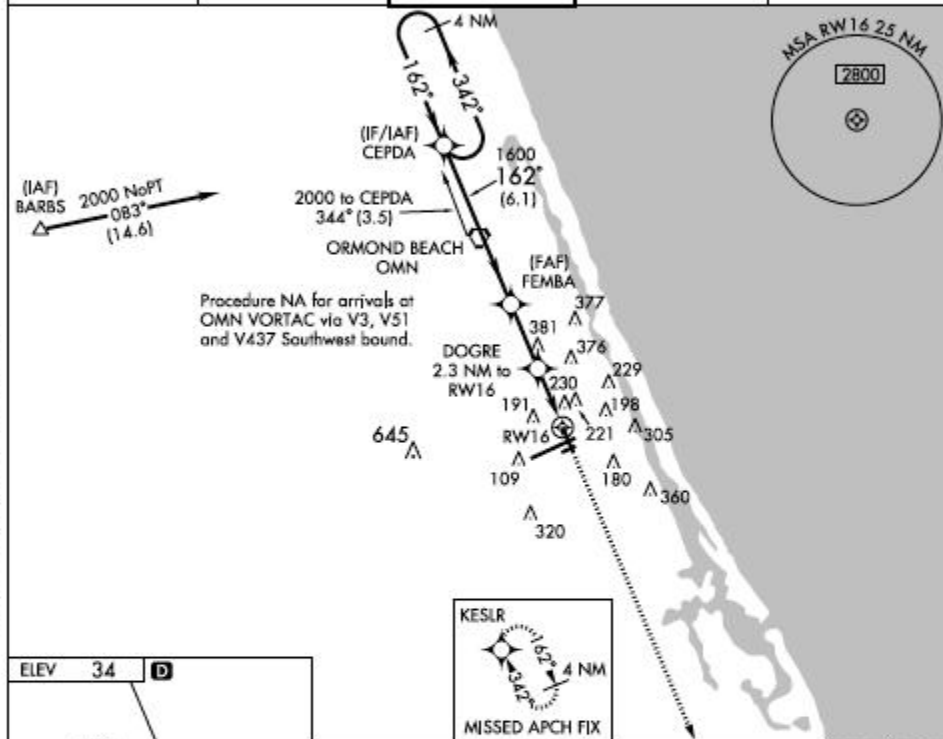 4 NM
MSA RW16 25 NM
2800
162°
342°
(IF/IAF)
CEPDA
1600
162°
(6.1)
(IAF)
BARBS
2000 NoPT
083°
(14.6)
2000 to CEPDA
344° (3.5)
ORMOND BEACH
OMN
(FAF)
FEMBA
Procedure NA for arrivals at
OMN VORTAC via V3, V51
and V437 Southwest bound.
377
381
376
DOGRE
2.3 NM to
RW16
229
230
191
198
RW16
221
305
645
109
180
360
320
KESLR
162°
4 NM
342°
MISSED APCH FIX
ELEV 34 D